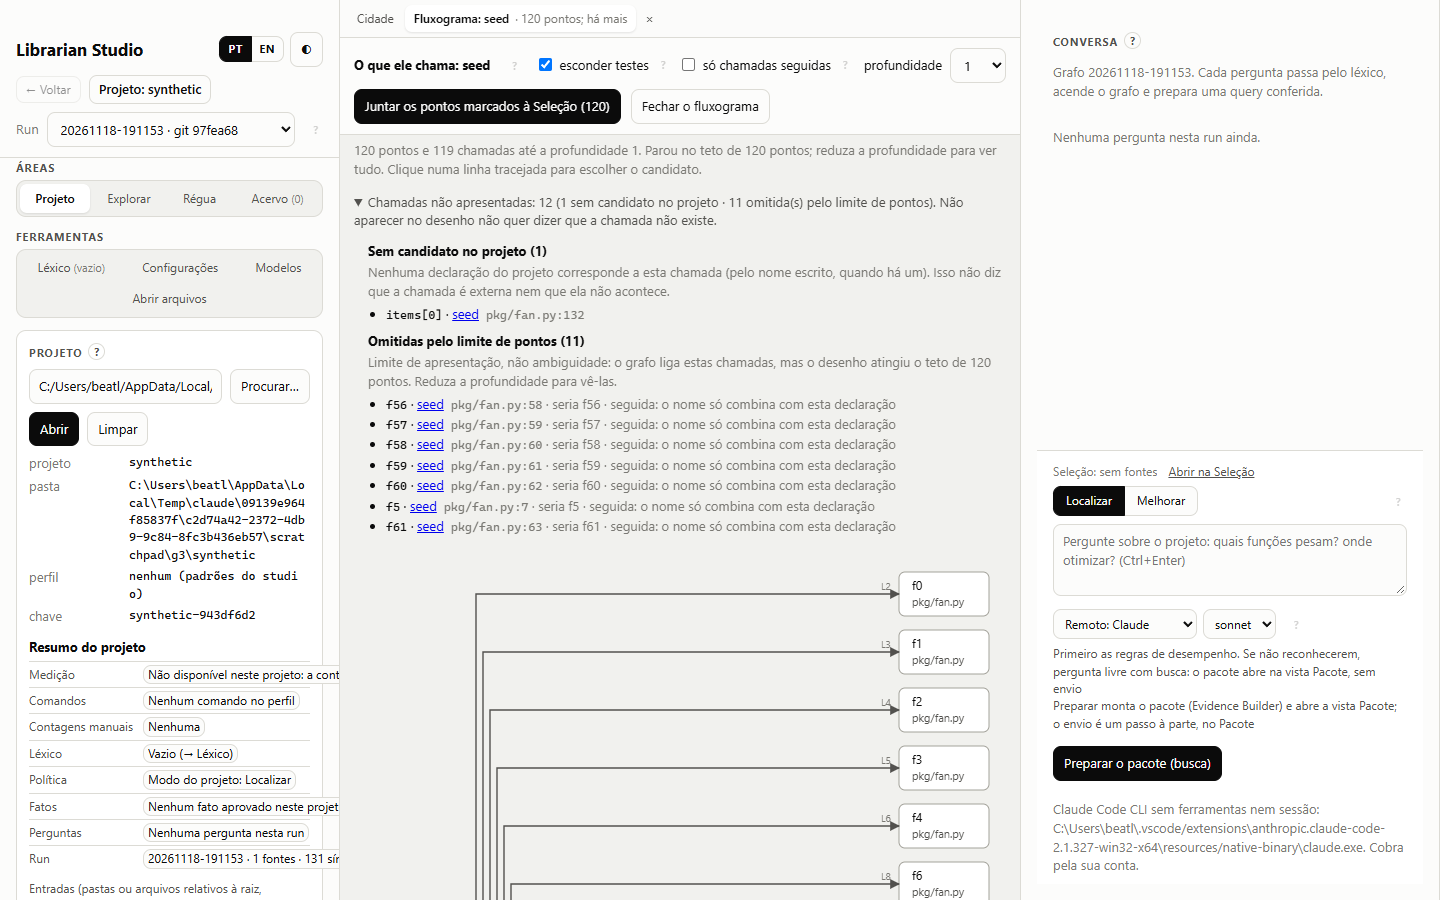 Librarian Studio
PT EN
← Voltar
Projeto: synthetic
Run
20261118-191153 · git 97fea68
?
ÁREAS
Projeto
Explorar
Régua
Acervo (0)
FERRAMENTAS
Léxico (vazio)
Configurações
Modelos
Abrir arquivos
PROJETO ?
C:/Users/beatl/AppData/Local,
Procurar...
Abrir
Limpar
projeto synthetic
pasta C:\Users\beatl\AppData\Lo
cal\Temp\claude\09139e964
f85837f\c2d74a42-2372-4db
9-9c84-8fc3b436eb57\scrat
chpad\g3\synthetic
perfil nenhum (padrões do studi
o)
chave synthetic-943df6d2
Resumo do projeto
Medição Não disponível neste projeto: a cont
Comandos Nenhum comando no perfil
Contagens manuais Nenhuma
Léxico Vazio (→ Léxico)
Política Modo do projeto: Localizar
Fatos Nenhum fato aprovado neste projet
Perguntas Nenhuma pergunta nesta run
Run 20261118-191153 · 1 fontes · 131 sír
Entradas (pastas ou arquivos relativos à raiz,
Cidade
Fluxograma: seed · 120 pontos; há mais ×
O que ele chama: seed ?
esconder testes ?
só chamadas seguidas ?
profundidade 1
Juntar os pontos marcados à Seleção (120)
Fechar o fluxograma
120 pontos e 119 chamadas até a profundidade 1. Parou no teto de 120 pontos; reduza a profundidade para ver
tudo. Clique numa linha tracejada para escolher o candidato.
▼ Chamadas não apresentadas: 12 (1 sem candidato no projeto · 11 omitida(s) pelo limite de pontos). Não
aparecer no desenho não quer dizer que a chamada não existe.
Sem candidato no projeto (1)
Nenhuma declaração do projeto corresponde a esta chamada (pelo nome escrito, quando há um). Isso não diz
que a chamada é externa nem que ela não acontece.
• items[0] · seed pkg/fan.py:132
Omitidas pelo limite de pontos (11)
Limite de apresentação, não ambiguidade: o grafo liga estas chamadas, mas o desenho atingiu o teto de 120
pontos. Reduza a profundidade para vê-las.
• f56 · seed pkg/fan.py:58 · seria f56 · seguida: o nome só combina com esta declaração
• f57 · seed pkg/fan.py:59 · seria f57 · seguida: o nome só combina com esta declaração
• f58 · seed pkg/fan.py:60 · seria f58 · seguida: o nome só combina com esta declaração
• f59 · seed pkg/fan.py:61 · seria f59 · seguida: o nome só combina com esta declaração
• f60 · seed pkg/fan.py:62 · seria f60 · seguida: o nome só combina com esta declaração
• f5 · seed pkg/fan.py:7 · seria f5 · seguida: o nome só combina com esta declaração
• f61 · seed pkg/fan.py:63 · seria f61 · seguida: o nome só combina com esta declaração
L2 f0
pkg/fan.py
L3 f1
pkg/fan.py
L4 f2
pkg/fan.py
L5 f3
pkg/fan.py
L6 f4
pkg/fan.py
L8 f6
pkg/fan.py
CONVERSA ?
Grafo 20261118-191153. Cada pergunta passa pelo léxico,
acende o grafo e prepara uma query conferida.
Nenhuma pergunta nesta run ainda.
Seleção: sem fontes Abrir na Seleção
Localizar
Melhorar
?
Pergunte sobre o projeto: quais funções pesam? onde
otimizar? (Ctrl+Enter)
Remoto: Claude
sonnet
?
Primeiro as regras de desempenho. Se não reconhecerem,
pergunta livre com busca: o pacote abre na vista Pacote, sem
envio
Preparar monta o pacote (Evidence Builder) e abre a vista Pacote;
o envio é um passo à parte, no Pacote
Preparar o pacote (busca)
Claude Code CLI sem ferramentas nem sessão:
C:\Users\beatl\.vscode/extensions\anthropic.claude-code-
2.1.327-win32-x64\resources/native-binary\claude.exe. Cobra
pela sua conta.